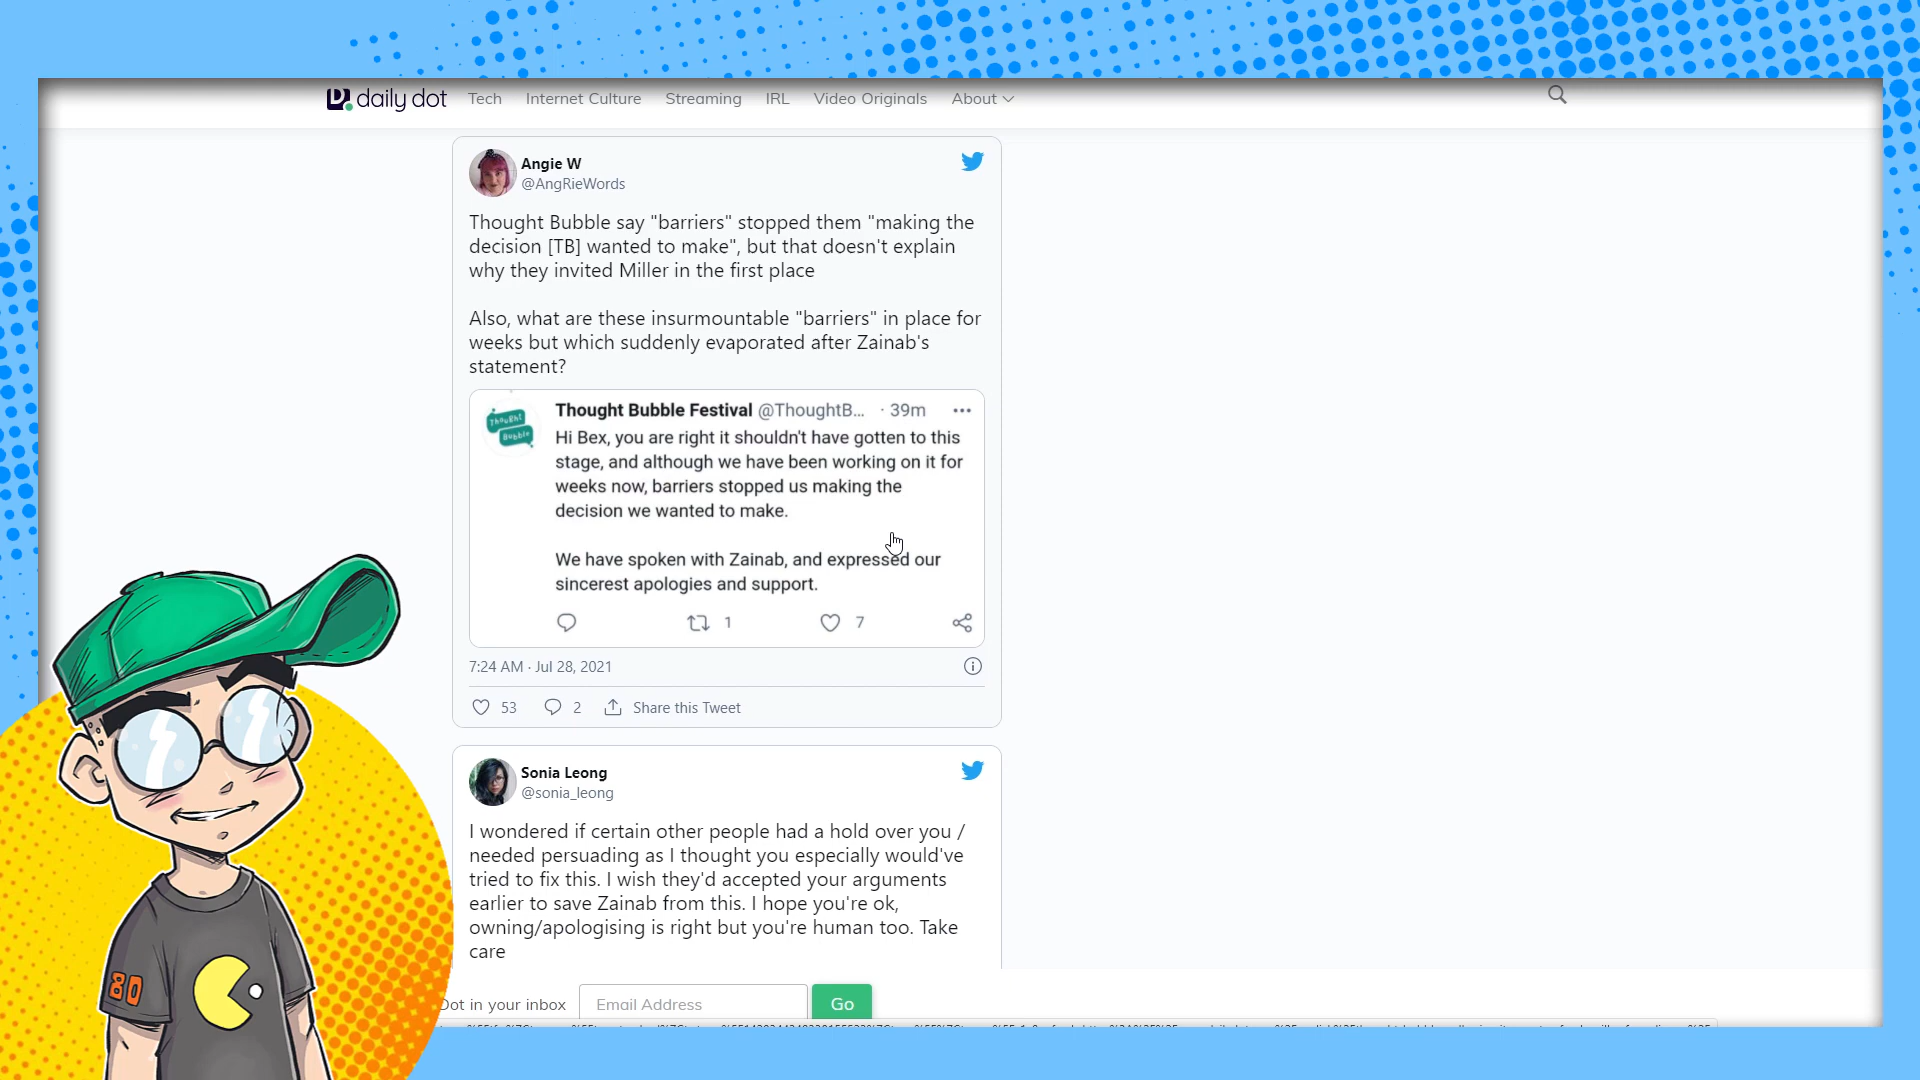 daily dot
Tech
Internet Culture
Streaming
IRL
Video Originals
About
Angie W
@AngRieWords
Thought Bubble say "barriers" stopped them "making the
decision [TB] wanted to make", but that doesn't explain
why they invited Miller in the first place
Also, what are these insurmountable "barriers" in place for
weeks but which suddenly evaporated after Zainab's
statement?
Thought Bubble
Thought Bubble Festival @ThoughtB... · 39m
Hi Bex, you are right it shouldn't have gotten to this
stage, and although we have been working on it for
weeks now, barriers stopped us making the
decision we wanted to make.
We have spoken with Zainab, and expressed our
sincerest apologies and support.
1
7
7:24 AM · Jul 28, 2021
53
2
Share this Tweet
Sonia Leong
@sonia_leong
I wondered if certain other people had a hold over you /
needed persuading as I thought you especially would've
tried to fix this. I wish they'd accepted your arguments
earlier to save Zainab from this. I hope you're ok,
owning/apologising is right but you're human too. Take
care
80
Dot in your inbox
Email Address
Go